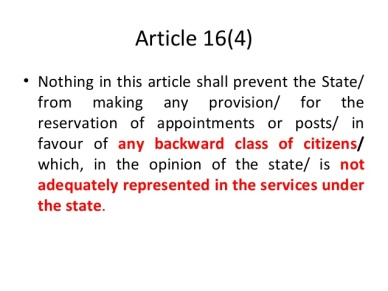 Article 16(4)
• Nothing in this article shall prevent the State/
from making any provision/ for the
reservation of appointments or posts/ in
favour of any backward class of citizens/
which, in the opinion of the state/ is not
adequately represented in the services under
the state.